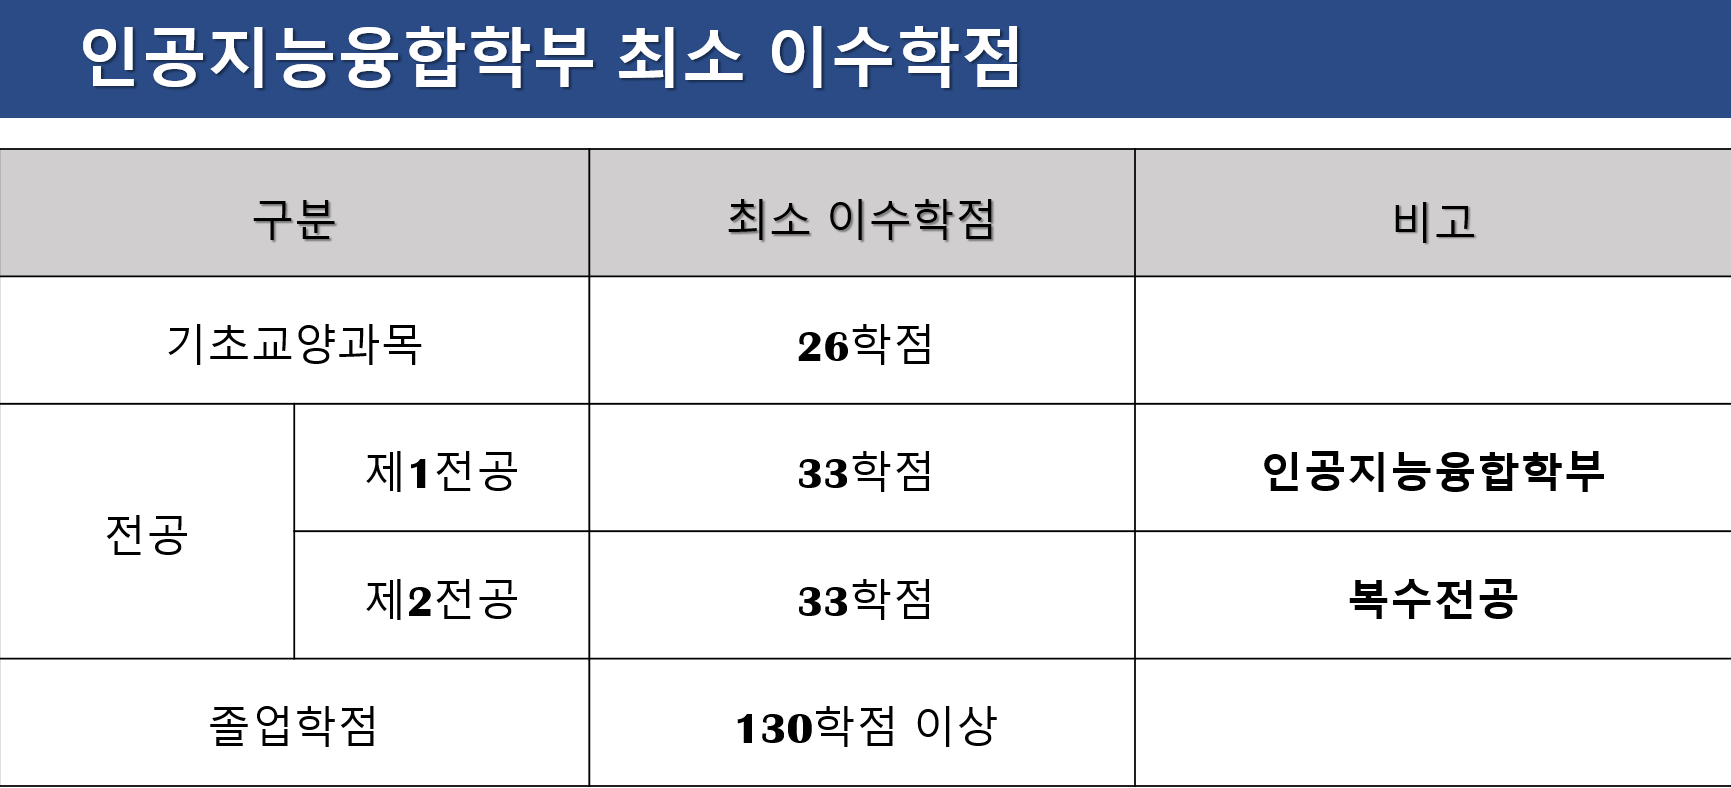 인공지능융합학부 최소 이수학점
구분 최소 이수학점 비고
기초교양과목 26학점
전공 제1전공 33학점 인공지능융합학부
제2전공 33학점 복수전공
졸업학점 130학점 이상